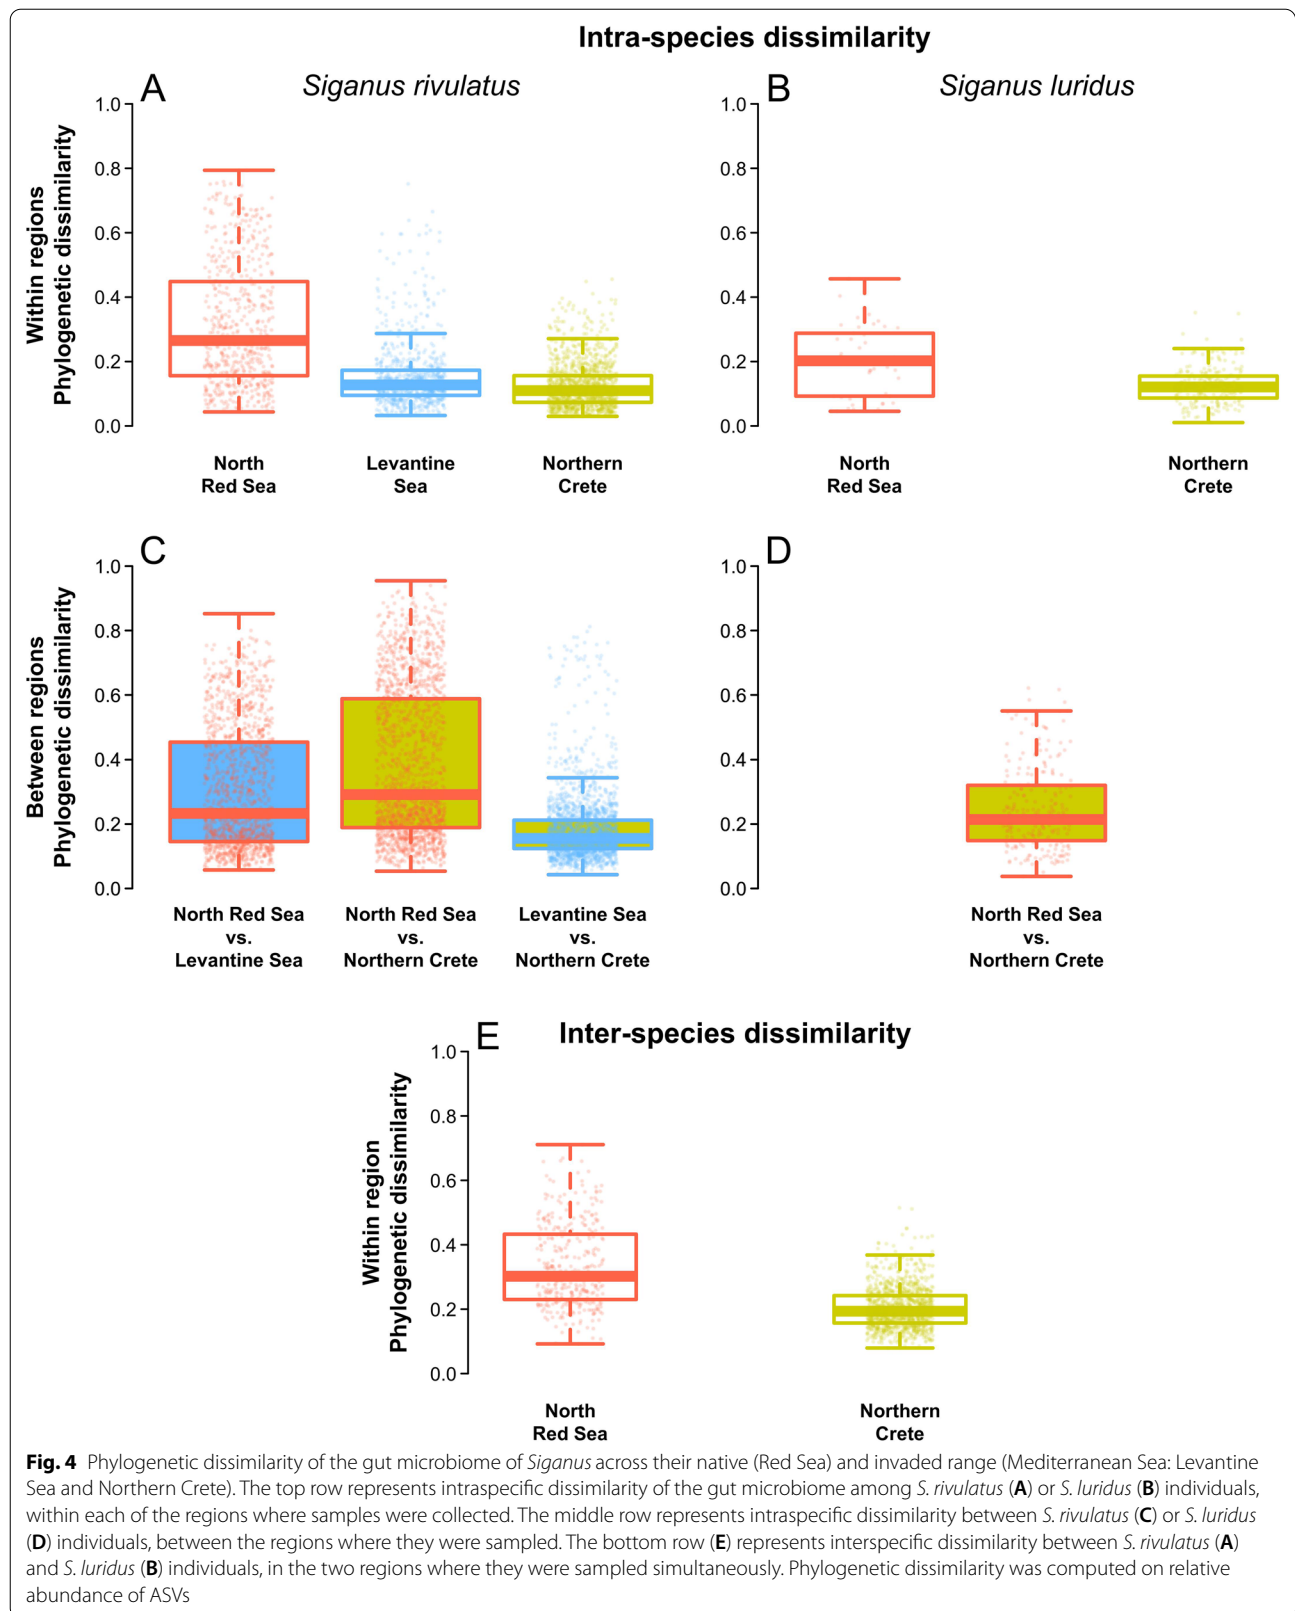 Intra-species dissimilarity
A
Siganus rivulatus
B
Siganus luridus
Within regions
Phylogenetic dissimilarity
1.0
0.8
0.6
0.4
0.2
0.0
1.0
0.8
0.6
0.4
0.2
0.0
North
Red Sea
Levantine
Sea
Northern
Crete
North
Red Sea
Northern
Crete
C
D
Between regions
Phylogenetic dissimilarity
1.0
0.8
0.6
0.4
0.2
0.0
1.0
0.8
0.6
0.4
0.2
0.0
North Red Sea
vs.
Levantine Sea
North Red Sea
vs.
Northern Crete
Levantine Sea
vs.
Northern Crete
North Red Sea
vs.
Northern Crete
E
Inter-species dissimilarity
Within region
Phylogenetic dissimilarity
1.0
0.8
0.6
0.4
0.2
0.0
North
Red Sea
Northern
Crete
Fig. 4 Phylogenetic dissimilarity of the gut microbiome of Siganus across their native (Red Sea) and invaded range (Mediterranean Sea: Levantine
Sea and Northern Crete). The top row represents intraspecific dissimilarity of the gut microbiome among S. rivulatus (A) or S. luridus (B) individuals,
within each of the regions where samples were collected. The middle row represents intraspecific dissimilarity between S. rivulatus (C) or S. luridus
(D) individuals, between the regions where they were sampled. The bottom row (E) represents interspecific dissimilarity between S. rivulatus (A)
and S. luridus (B) individuals, in the two regions where they were sampled simultaneously. Phylogenetic dissimilarity was computed on relative
abundance of ASVs